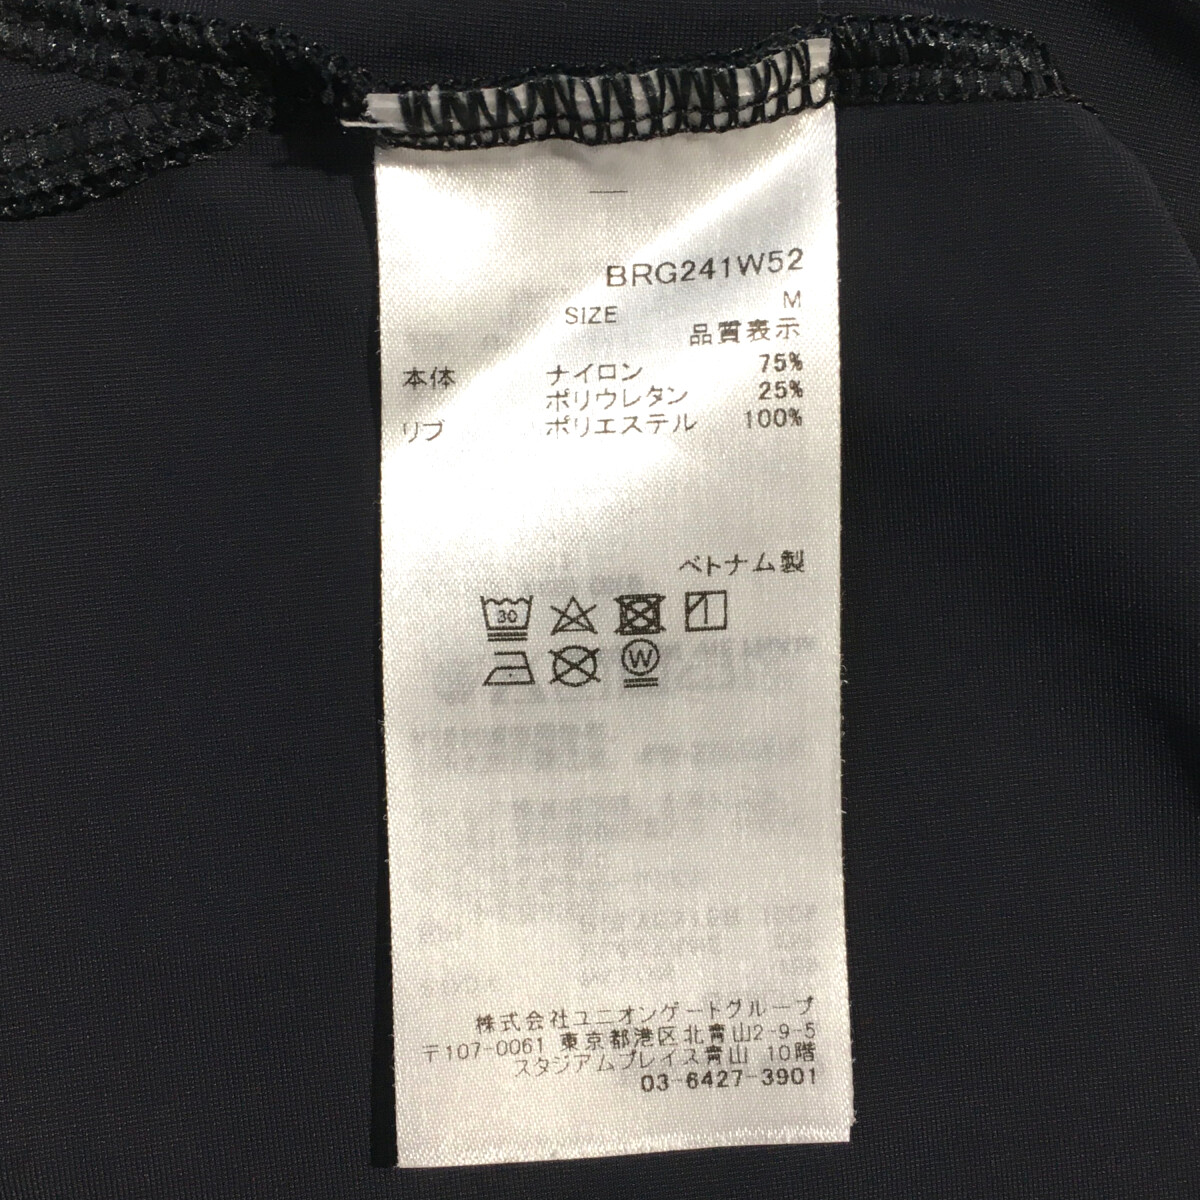 BRG241W52
SIZE M
品質表示
本体 ナイロン 75%
ポリウレタン 25%
リブ ポリエステル 100%
ベトナム製
30
W
株式会社ユニオンゲートグループ
〒107-0061 東京都港区北青山2-9-5
スタジアムプレイス青山 10階
03-6427-3901